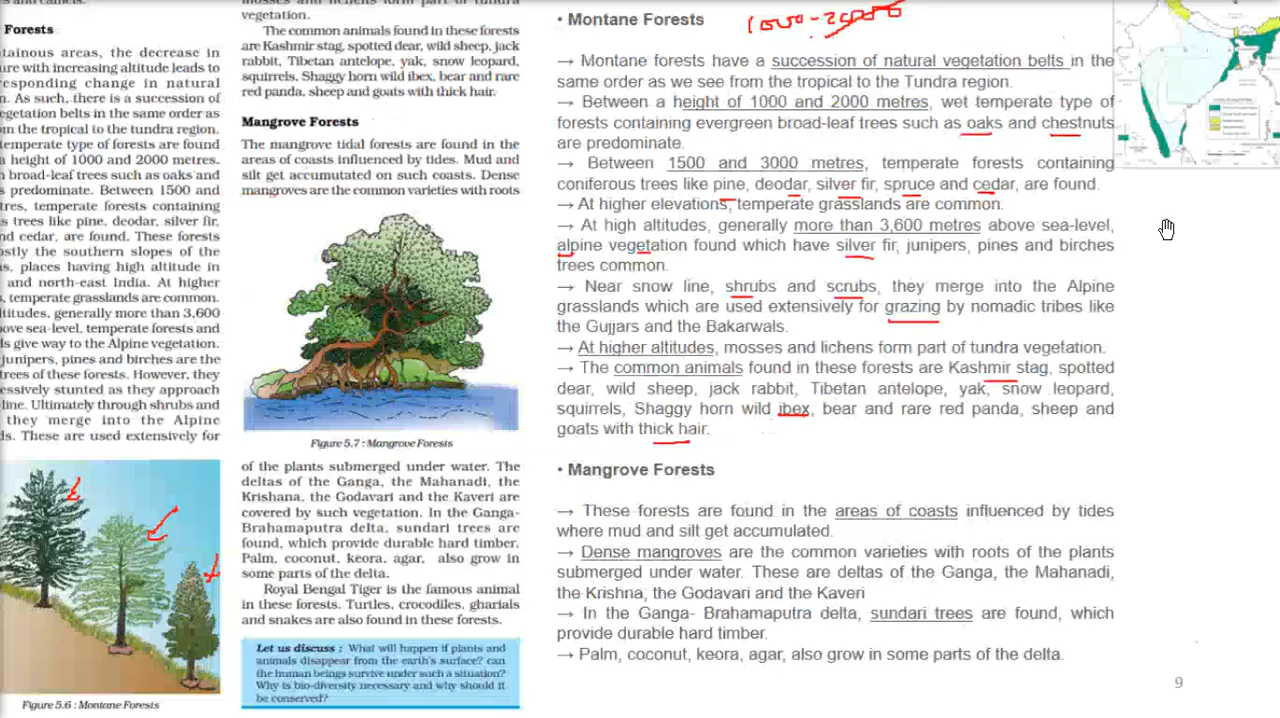 Forests
tainous areas, the decrease in
ure with increasing altitude leads to
responding change in natural
n. As such, there is a succession of
egetation belts in the same order as
om the tropical to the tundra region.
temperate type of forests are found
a height of 1000 and 2000 metres.
n broad-leaf trees such as oaks and
s predominate. Between 1500 and
tres, temperate forests containing
s trees like pine, deodar, silver fir,
nd cedar, are found. These forests
ostly the southern slopes of the
s, places having high altitude in
and north-east India. At higher
s, temperate grasslands are common.
titudes, generally more than 3,600
ove sea-level, temperate forests and
ls give way to the Alpine vegetation.
junipers, pines and birches are the
trees of these forests. However, they
essively stunted as they approach
line. Ultimately through shrubs and
they merge into the Alpine
ds. These are used extensively for
Figure 5.6 : Montane Forests
vegetation.
The common animals found in these forests
are Kashmir stag, spotted dear, wild sheep, jack
rabbit, Tibetan antelope, yak, snow leopard,
squirrels, Shaggy horn wild ibex, bear and rare
red panda, sheep and goats with thick hair.
Mangrove Forests
The mangrove tidal forests are found in the
areas of coasts influenced by tides. Mud and
silt get accumutated on such coasts. Dense
mangroves are the common varieties with roots
Figure 5.7 : Mangrove Forests
of the plants submerged under water. The
deltas of the Ganga, the Mahanadi, the
Krishana, the Godavari and the Kaveri are
covered by such vegetation. In the Ganga-
Brahamaputra delta, sundari trees are
found, which provide durable hard timber.
Palm, coconut, keora, agar, also grow in
some parts of the delta.
Royal Bengal Tiger is the famous animal
in these forests. Turtles, crocodiles, gharials
and snakes are also found in these forests.
Let us discuss : What will happen if plants and
animals disappear from the earth's surface? can
the human beings survive under such a situation?
Why is bio-diversity necessary and why should it
be conserved?
• Montane Forests
→ Montane forests have a succession of natural vegetation belts in the
same order as we see from the tropical to the Tundra region.
→ Between a height of 1000 and 2000 metres, wet temperate type of
forests containing evergreen broad-leaf trees such as oaks and chestnuts
are predominate.
→ Between 1500 and 3000 metres, temperate forests containing
coniferous trees like pine, deodar, silver fir, spruce and cedar, are found.
→ At higher elevations, temperate grasslands are common.
→ At high altitudes, generally more than 3,600 metres above sea-level,
alpine vegetation found which have silver fir, junipers, pines and birches
trees common.
→ Near snow line, shrubs and scrubs, they merge into the Alpine
grasslands which are used extensively for grazing by nomadic tribes like
the Gujjars and the Bakarwals.
→ At higher altitudes, mosses and lichens form part of tundra vegetation.
→ The common animals found in these forests are Kashmir stag, spotted
dear, wild sheep, jack rabbit, Tibetan antelope, yak, snow leopard,
squirrels, Shaggy horn wild ibex, bear and rare red panda, sheep and
goats with thick hair.
• Mangrove Forests
→ These forests are found in the areas of coasts influenced by tides
where mud and silt get accumulated.
→ Dense mangroves are the common varieties with roots of the plants
submerged under water. These are deltas of the Ganga, the Mahanadi,
the Krishna, the Godavari and the Kaveri
→ In the Ganga- Brahamaputra delta, sundari trees are found, which
provide durable hard timber.
→ Palm, coconut, keora, agar, also grow in some parts of the delta.
9